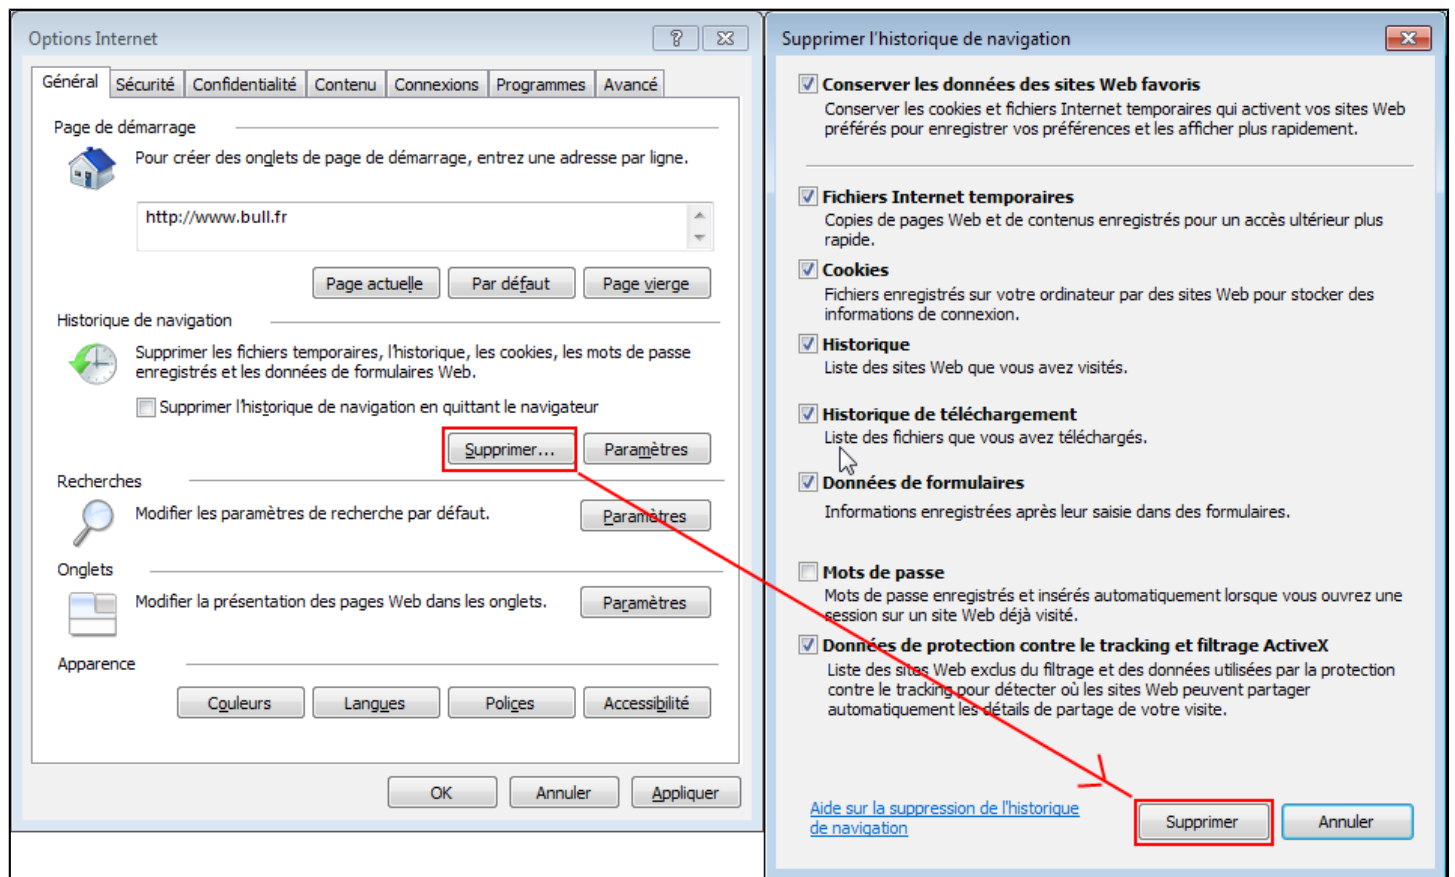 Options Internet
Général Sécurité Confidentialité Contenu Connexions Programmes Avancé
Page de démarrage
Pour créer des onglets de page de démarrage, entrez une adresse par ligne.
http://www.bull.fr
Page actuelle Par défaut Page vierge
Historique de navigation
Supprimer les fichiers temporaires, l'historique, les cookies, les mots de passe
enregistrés et les données de formulaires Web.
Supprimer l'historique de navigation en quittant le navigateur
Supprimer... Paramètres
Recherches
Modifier les paramètres de recherche par défaut.
Paramètres
Onglets
Modifier la présentation des pages Web dans les onglets.
Paramètres
Apparence
Couleurs Langues Polices Accessibilité
OK Annuler Appliquer
Supprimer l'historique de navigation
Conserver les données des sites Web favoris
Conserver les cookies et fichiers Internet temporaires qui activent vos sites Web
préférés pour enregistrer vos préférences et les afficher plus rapidement.
Fichiers Internet temporaires
Copies de pages Web et de contenus enregistrés pour un accès ultérieur plus
rapide.
Cookies
Fichiers enregistrés sur votre ordinateur par des sites Web pour stocker des
informations de connexion.
Historique
Liste des sites Web que vous avez visités.
Historique de téléchargement
Liste des fichiers que vous avez téléchargés.
Données de formulaires
Informations enregistrées après leur saisie dans des formulaires.
Mots de passe
Mots de passe enregistrés et insérés automatiquement lorsque vous ouvrez une
session sur un site Web déjà visité.
Données de protection contre le tracking et filtrage ActiveX
Liste des sites Web exclus du filtrage et des données utilisées par la protection
contre le tracking pour détecter où les sites Web peuvent partager
automatiquement les détails de partage de votre visite.
Aide sur la suppression de l'historique
de navigation
Supprimer Annuler